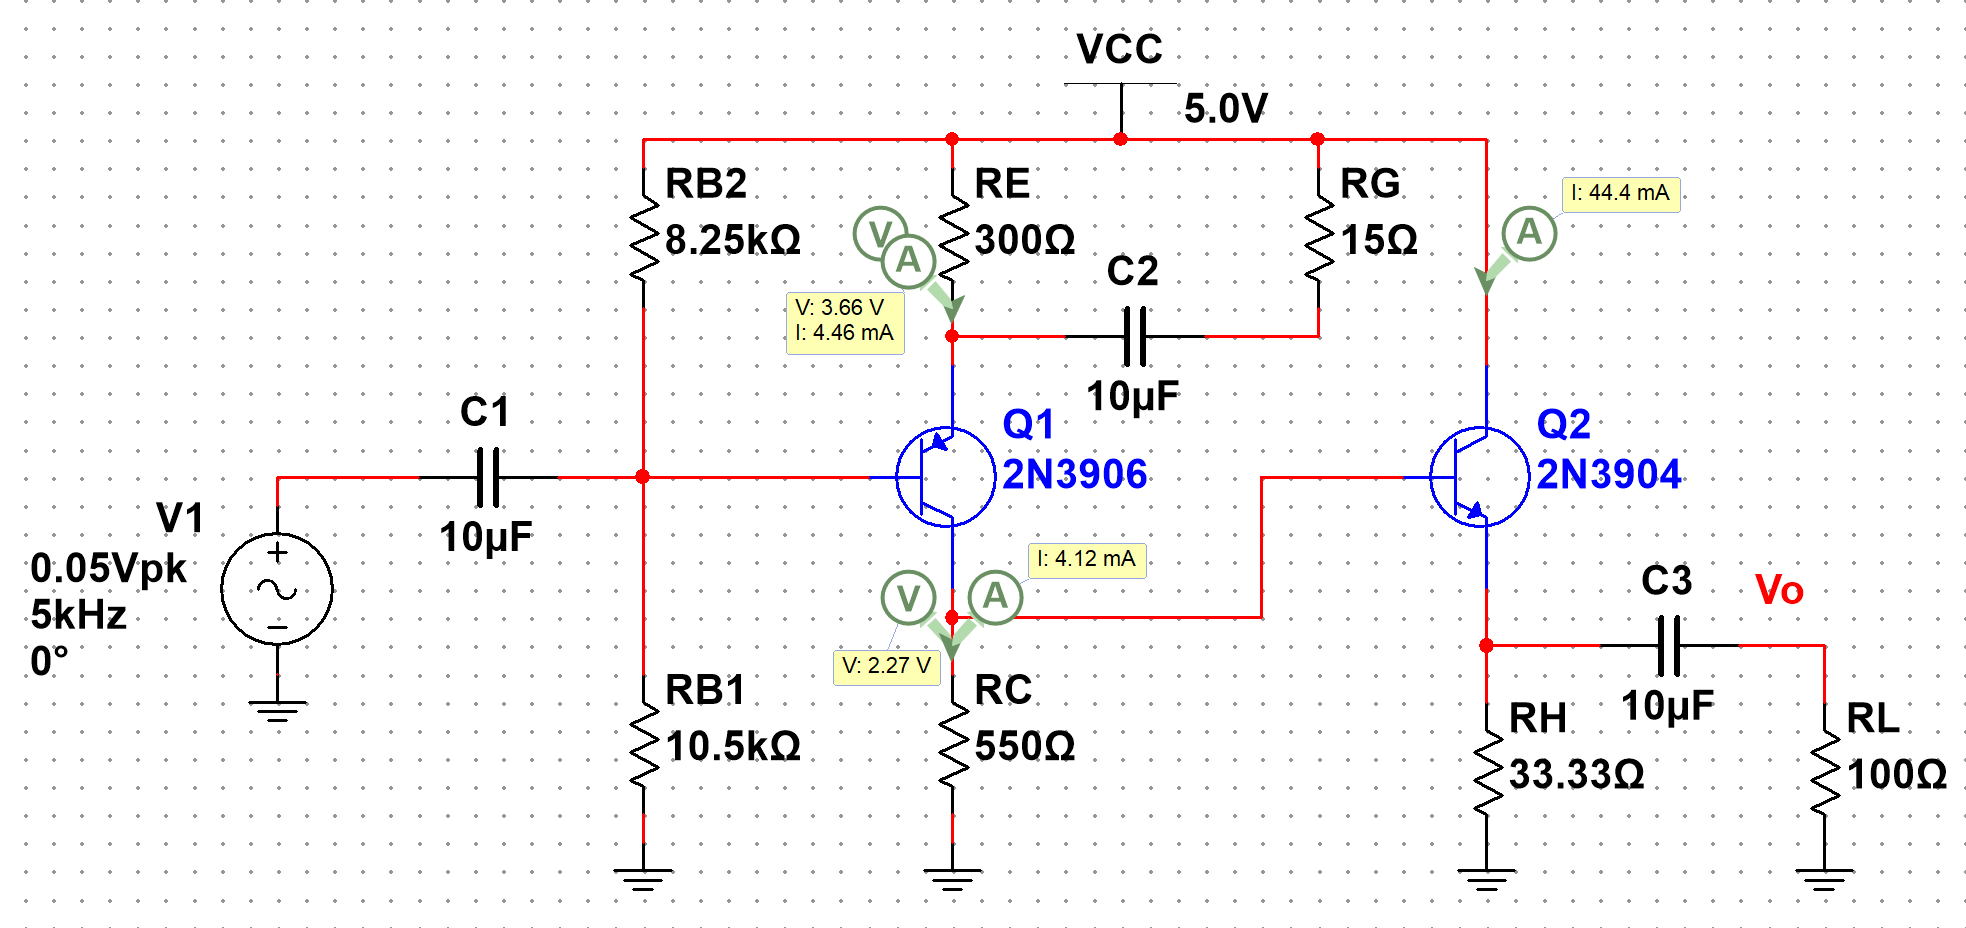 VCC
5.0V
RB2
8.25kΩ
RE
300Ω
RG
15Ω
I: 44.4 mA
A
V
A
V: 3.66 V
I: 4.46 mA
C2
10µF
C1
10µF
Q1
2N3906
Q2
2N3904
V1
0.05Vpk
5kHz
0°
I: 4.12 mA
V
A
V: 2.27 V
C3
10µF
Vo
RB1
10.5kΩ
RC
550Ω
RH
33.33Ω
RL
100Ω